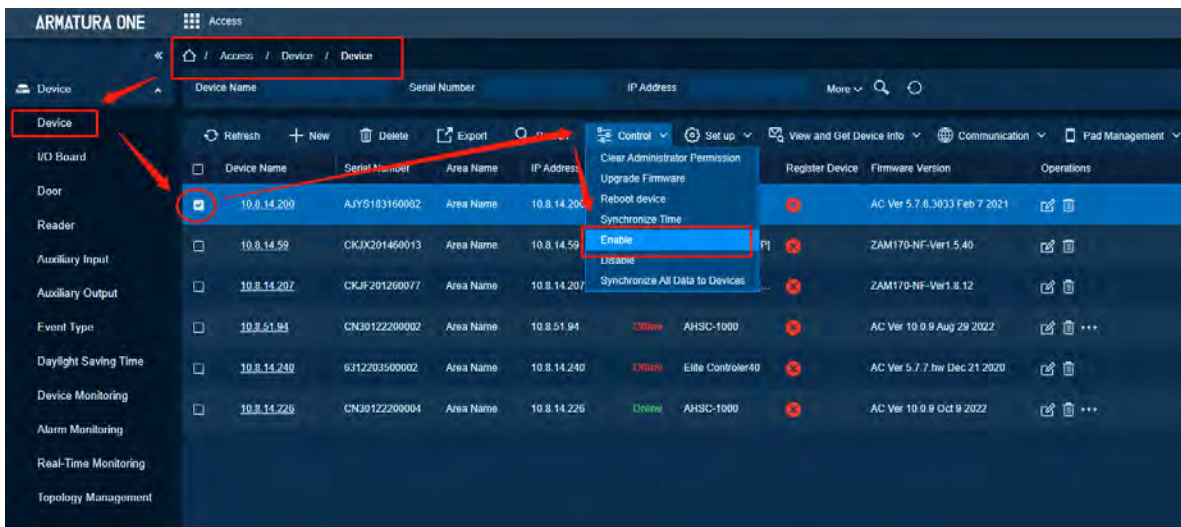 ARMATURA ONE
Access
Access / Device / Device
Device
Device Name Serial Number IP Address More
Device
Refresh New Delete Export Control Set up View and Get Device Info Communication Pad Management
I/O Board
Device Name Serial Number Area Name IP Address Register Device Firmware Version Operations
Clear Administrator Permission
Upgrade Firmware
Reboot device
Synchronize Time
Enable
Disable
Synchronize All Data to Devices
Door
10.8.14.200 AJYS183160002 Area Name 10.8.14.200 AC Ver 5.7.8.3033 Feb 7 2021
Reader
10.8.14.59 CKJX201460013 Area Name 10.8.14.59 ZAM170-NF-Ver1.5.40
Auxiliary Input
Auxiliary Output
10.8.14.207 CKJF201260077 Area Name 10.8.14.207 ... ZAM170-NF-Ver1.8.12
Event Type
10.8.51.94 CN30122200002 Area Name 10.8.51.94 Offline AHSC-1000 AC Ver 10.0.9 Aug 29 2022
Daylight Saving Time
10.8.14.240 6312203500002 Area Name 10.8.14.240 Offline Elite Controler40 AC Ver 5.7.7.hw Dec 21 2020
Device Monitoring
10.8.14.226 CN30122200004 Area Name 10.8.14.226 Online AHSC-1000 AC Ver 10.0.9 Oct 9 2022
Alarm Monitoring
Real-Time Monitoring
Topology Management